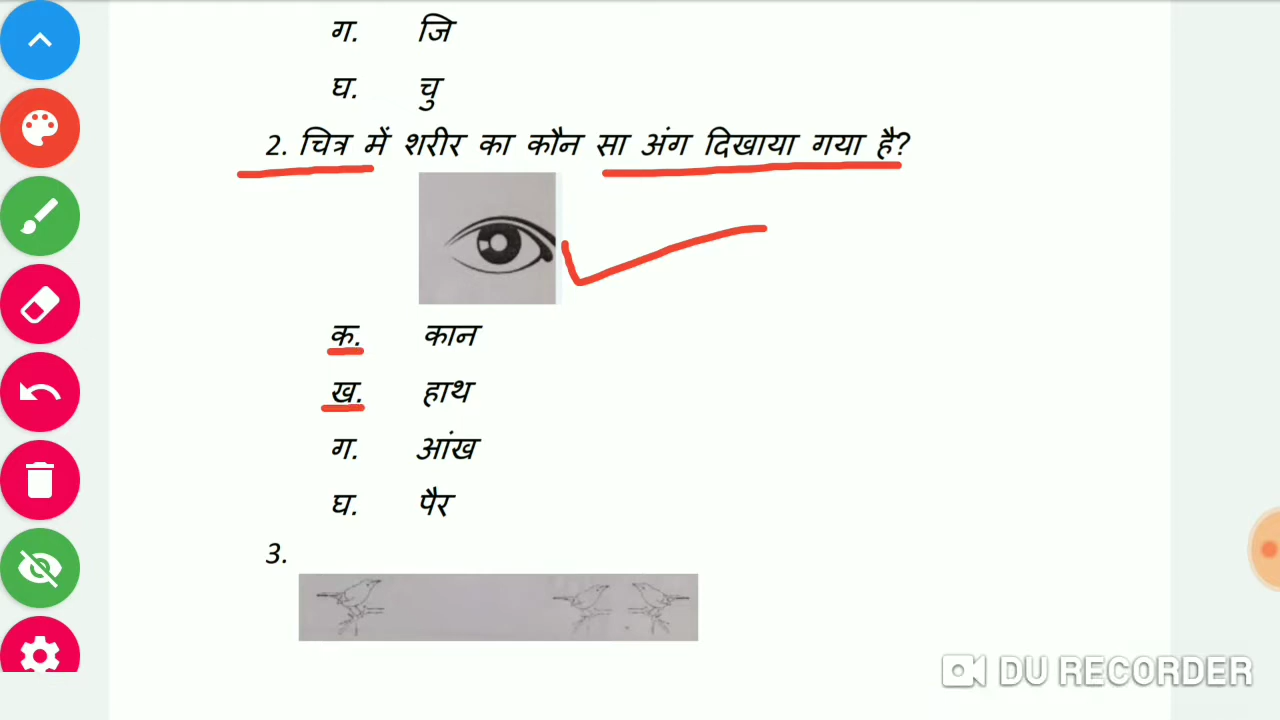 ग. जि
घ. चु
2. चित्र में शरीर का कौन सा अंग दिखाया गया है?
क. कान
ख. हाथ
ग. आंख
घ. पैर
3.
DU RECORDER